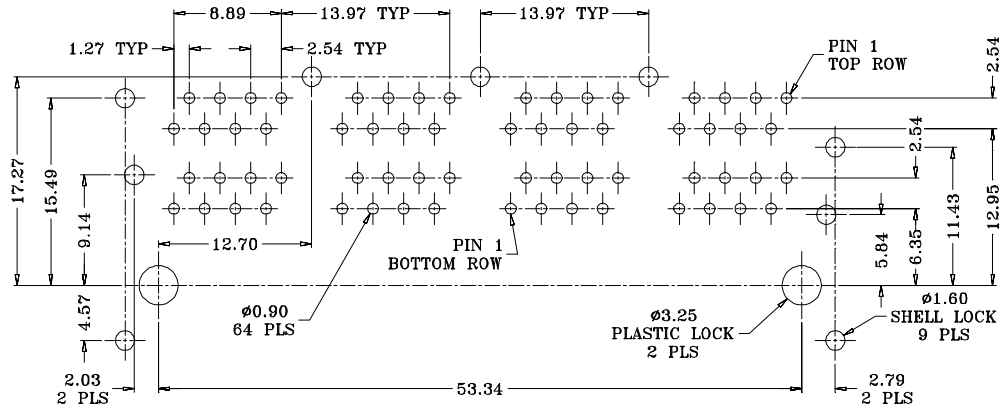 8.89
13.97 TYP
13.97 TYP
1.27 TYP
2.54 TYP
PIN 1
TOP ROW
2.54
17.27
15.49
9.14
4.57
2.54
12.95
11.43
6.35
5.84
12.70
PIN 1
BOTTOM ROW
ø0.90
64 PLS
ø3.25
PLASTIC LOCK
2 PLS
ø1.60
SHELL LOCK
9 PLS
2.03
2 PLS
53.34
2.79
2 PLS